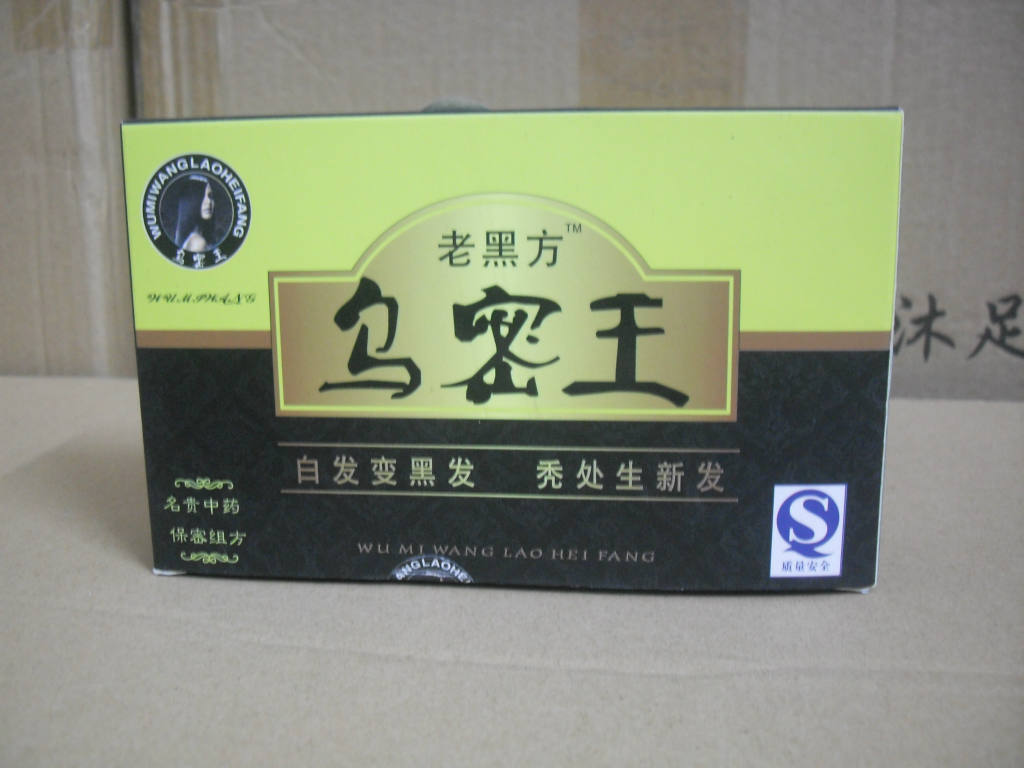 WUMIWANGLAOHEIFANG
乌密王
老黑方™
乌密王
白发变黑发 秃处生新发
名贵中药
保密组方
WU MI WANG LAO HEI FANG
ANGLAOHE
S
质量安全
沐足